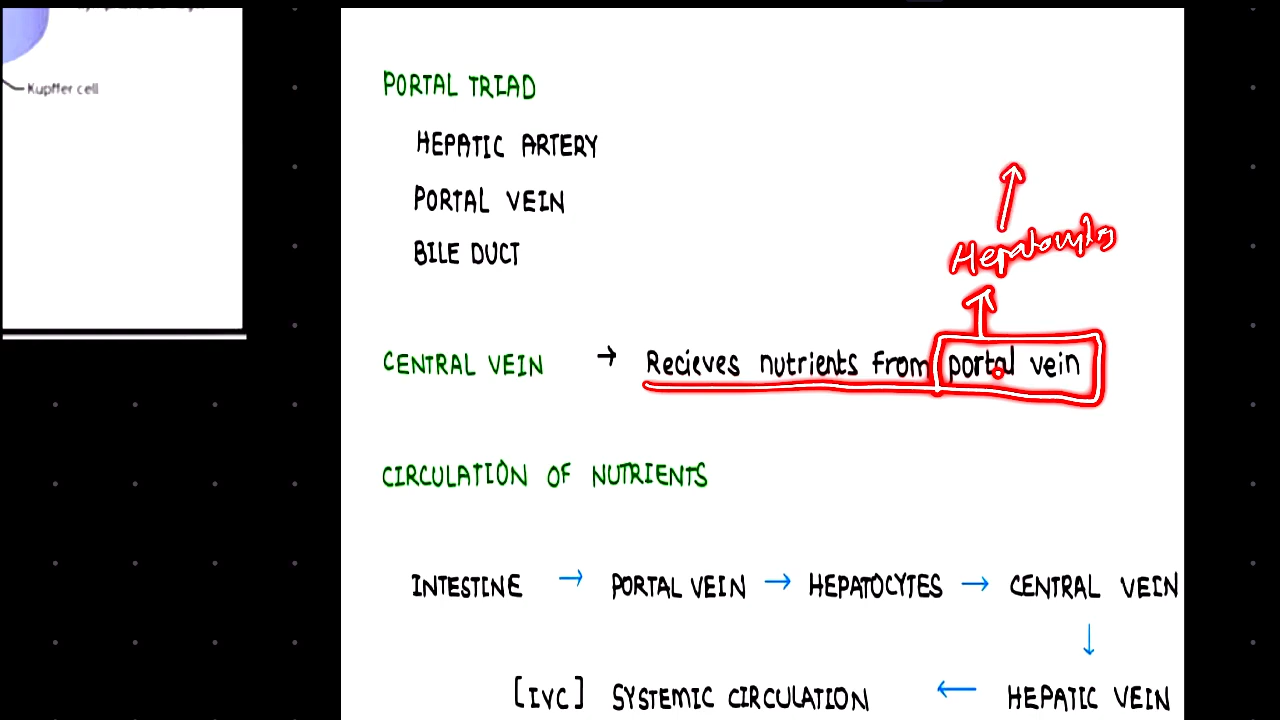 Kupffer cell
PORTAL TRIAD
HEPATIC ARTERY
PORTAL VEIN
BILE DUCT
Hepatocytes
CENTRAL VEIN → Recieves nutrients from portal vein
CIRCULATION OF NUTRIENTS
INTESTINE → PORTAL VEIN → HEPATOCYTES → CENTRAL VEIN
↓
[IVC] SYSTEMIC CIRCULATION ← HEPATIC VEIN